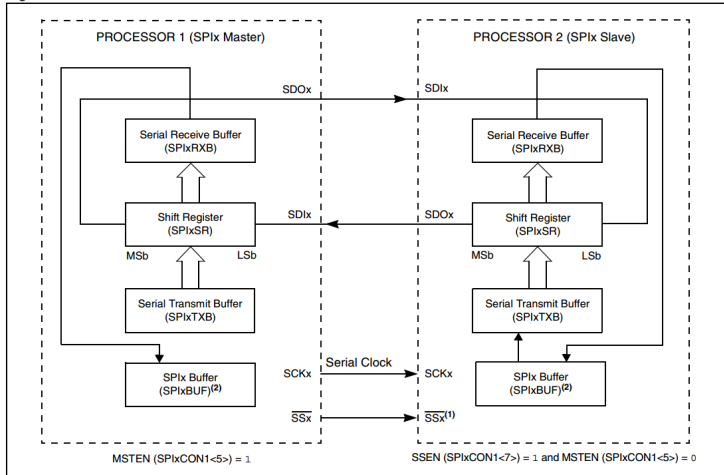 PROCESSOR 1 (SPIx Master)
PROCESSOR 2 (SPIx Slave)
SDOx
SDIx
Serial Receive Buffer
(SPIxRXB)
Serial Receive Buffer
(SPIxRXB)
Shift Register
(SPIxSR)
SDIx
SDOx
Shift Register
(SPIxSR)
MSb
LSb
MSb
LSb
Serial Transmit Buffer
(SPIxTXB)
Serial Transmit Buffer
(SPIxTXB)
SPIx Buffer
(SPIxBUF)(2)
SCKx
Serial Clock
SCKx
SPIx Buffer
(SPIxBUF)(2)
SSx
SSx(1)
MSTEN (SPIxCON1<5>) = 1
SSEN (SPIxCON1<7>) = 1 and MSTEN (SPIxCON1<5>) = 0